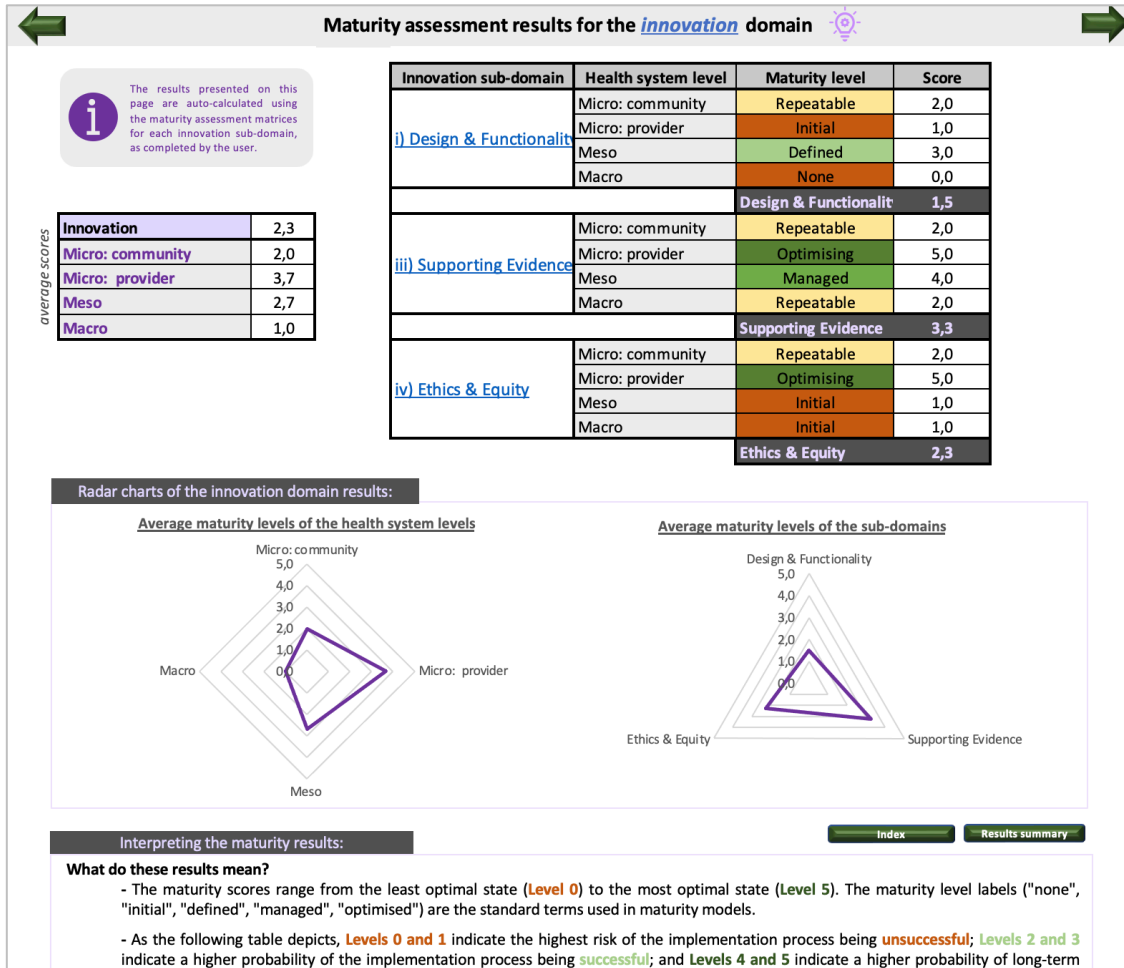 Maturity assessment results for the innovation domain
The results presented on this
page are auto-calculated using
the maturity assessment matrices
for each innovation sub-domain,
as completed by the user.
Innovation sub-domain Health system level Maturity level Score
i) Design & Functionality
Micro: community Repeatable 2,0
Micro: provider Initial 1,0
Meso Defined 3,0
Macro None 0,0
Design & Functionalit 1,5
iii) Supporting Evidence
Micro: community Repeatable 2,0
Micro: provider Optimising 5,0
Meso Managed 4,0
Macro Repeatable 2,0
Supporting Evidence 3,3
iv) Ethics & Equity
Micro: community Repeatable 2,0
Micro: provider Optimising 5,0
Meso Initial 1,0
Macro Initial 1,0
Ethics & Equity 2,3
average scores
Innovation 2,3
Micro: community 2,0
Micro: provider 3,7
Meso 2,7
Macro 1,0
Radar charts of the innovation domain results:
Average maturity levels of the health system levels
Micro: community
5,0
4,0
3,0
2,0
1,0
0,0
Macro
Micro: provider
Meso
Average maturity levels of the sub-domains
Design & Functionality
5,0
4,0
3,0
2,0
1,0
0,0
Ethics & Equity
Supporting Evidence
Index
Results summary
Interpreting the maturity results:
What do these results mean?
- The maturity scores range from the least optimal state (Level 0) to the most optimal state (Level 5). The maturity level labels ("none",
"initial", "defined", "managed", "optimised") are the standard terms used in maturity models.
- As the following table depicts, Levels 0 and 1 indicate the highest risk of the implementation process being unsuccessful; Levels 2 and 3
indicate a higher probability of the implementation process being successful; and Levels 4 and 5 indicate a higher probability of long-term